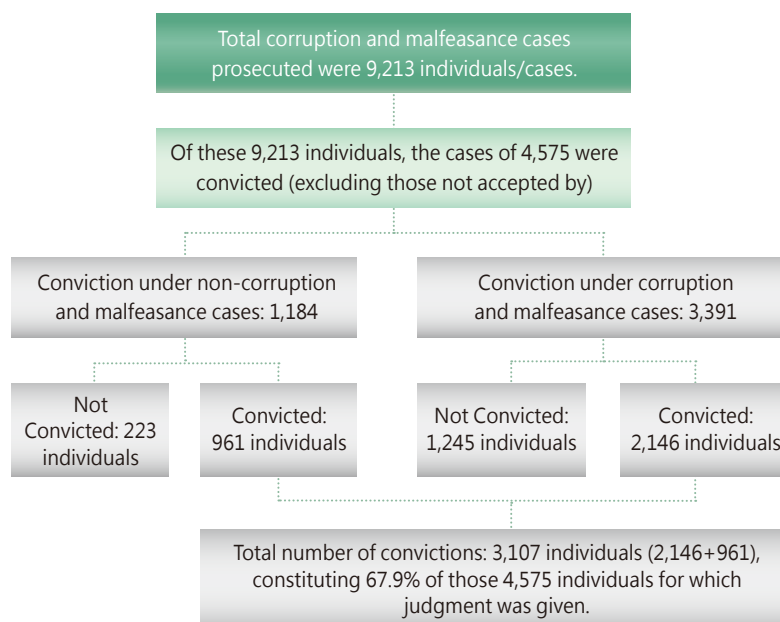 Total corruption and malfeasance cases
prosecuted were 9,213 individuals/cases.
Of these 9,213 individuals, the cases of 4,575 were
convicted (excluding those not accepted by)
Conviction under non-corruption
and malfeasance cases: 1,184
Conviction under corruption
and malfeasance cases: 3,391
Not
Convicted: 223
individuals
Convicted:
961 individuals
Not Convicted:
1,245 individuals
Convicted:
2,146 individuals
Total number of convictions: 3,107 individuals (2,146+961),
constituting 67.9% of those 4,575 individuals for which
judgment was given.